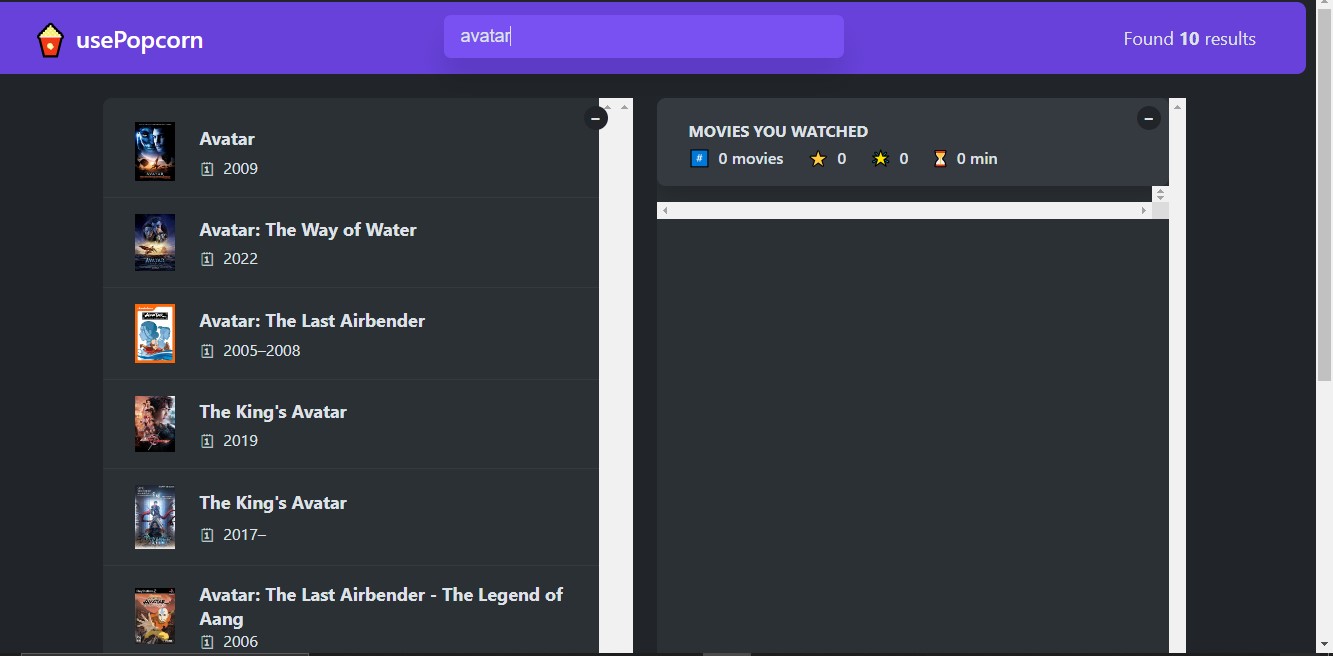 usePopcorn
avatar
Found 10 results
Avatar
2009
Avatar: The Way of Water
2022
Avatar: The Last Airbender
2005–2008
The King's Avatar
2019
The King's Avatar
2017–
Avatar: The Last Airbender - The Legend of
Aang
2006
MOVIES YOU WATCHED
# 0 movies 0 0 0 min